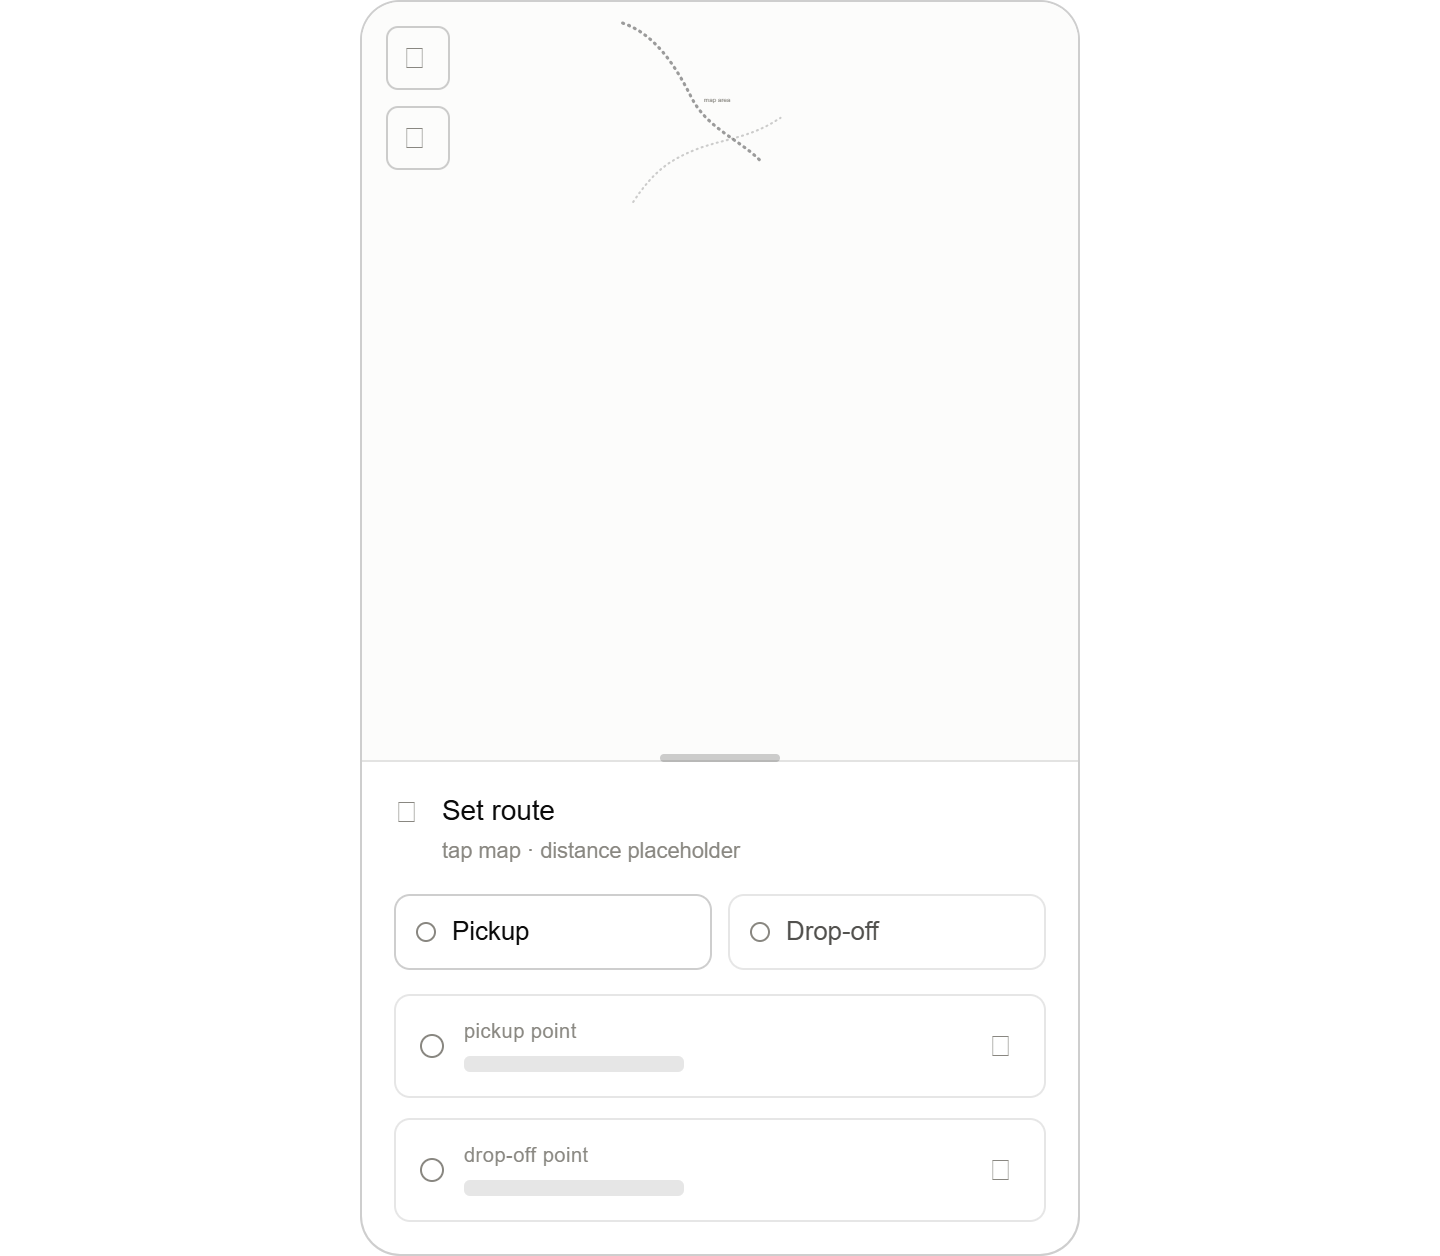 map area
Set route
tap map · distance placeholder
Pickup
Drop-off
pickup point
drop-off point